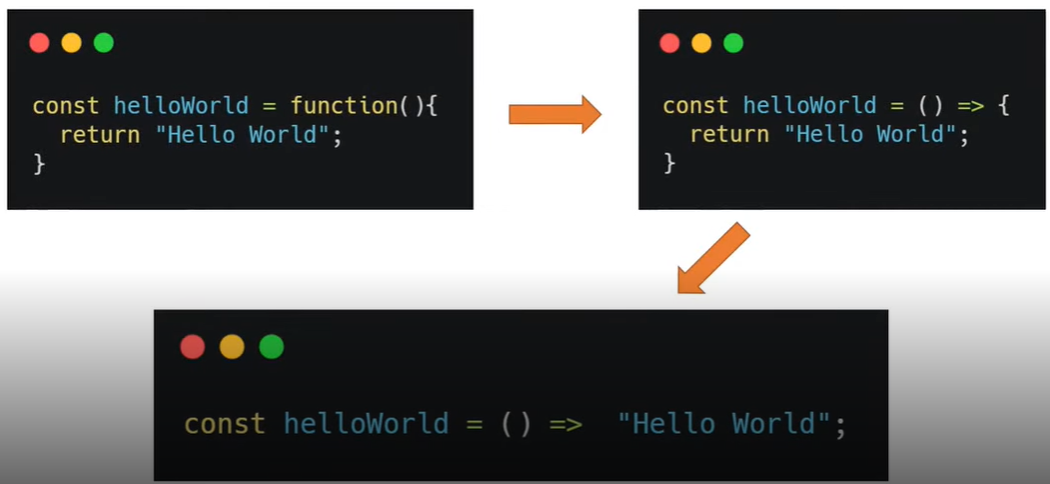 const helloWorld = function(){
  return "Hello World";
}
const helloWorld = () => {
  return "Hello World";
}
const helloWorld = () =>  "Hello World";